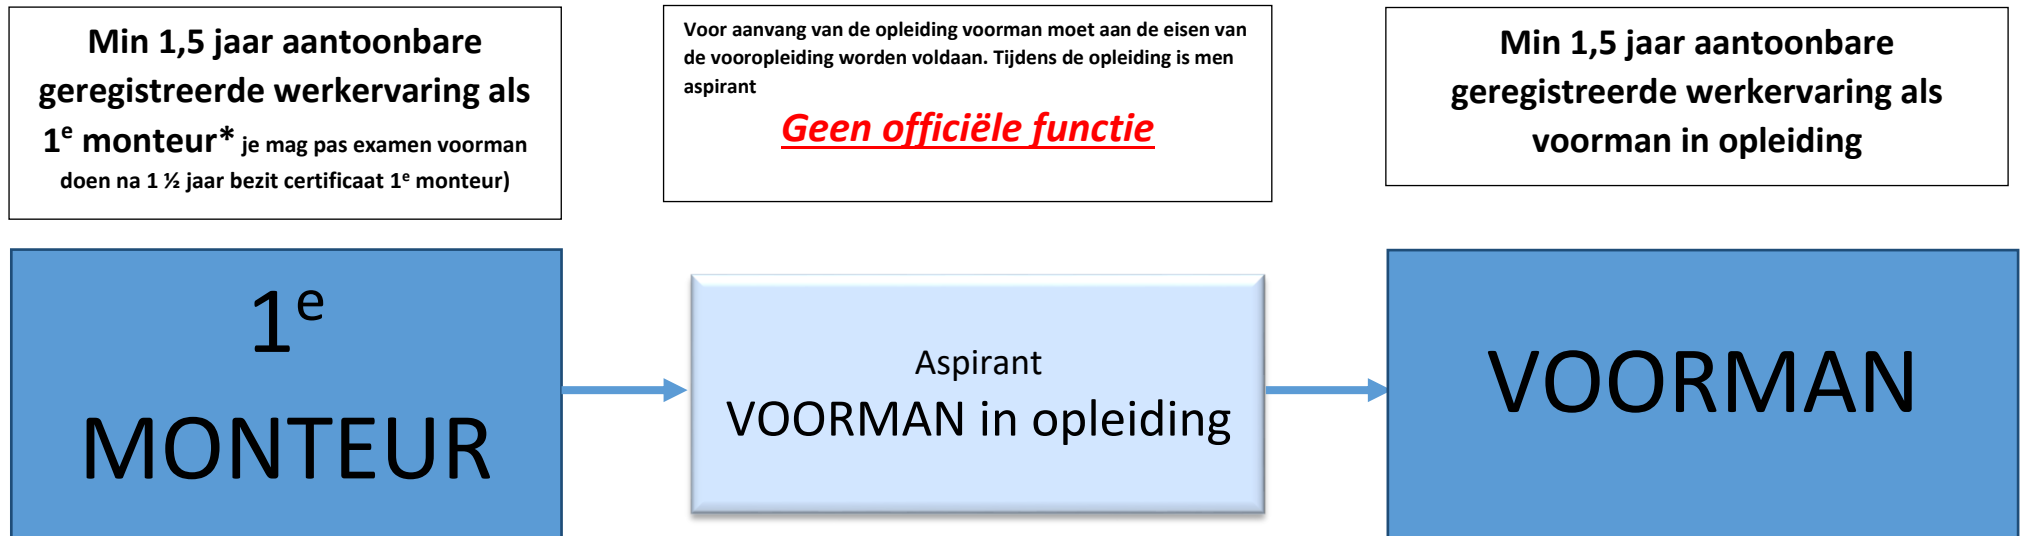 Min 1,5 jaar aantoonbare
geregistreerde werkervaring als
1e monteur* je mag pas examen voorman
doen na 1 ½ jaar bezit certificaat 1e monteur)
Voor aanvang van de opleiding voorman moet aan de eisen van
de vooropleiding worden voldaan. Tijdens de opleiding is men
aspirant
Geen officiële functie
Min 1,5 jaar aantoonbare
geregistreerde werkervaring als
voorman in opleiding
1e
MONTEUR
Aspirant
VOORMAN in opleiding
VOORMAN